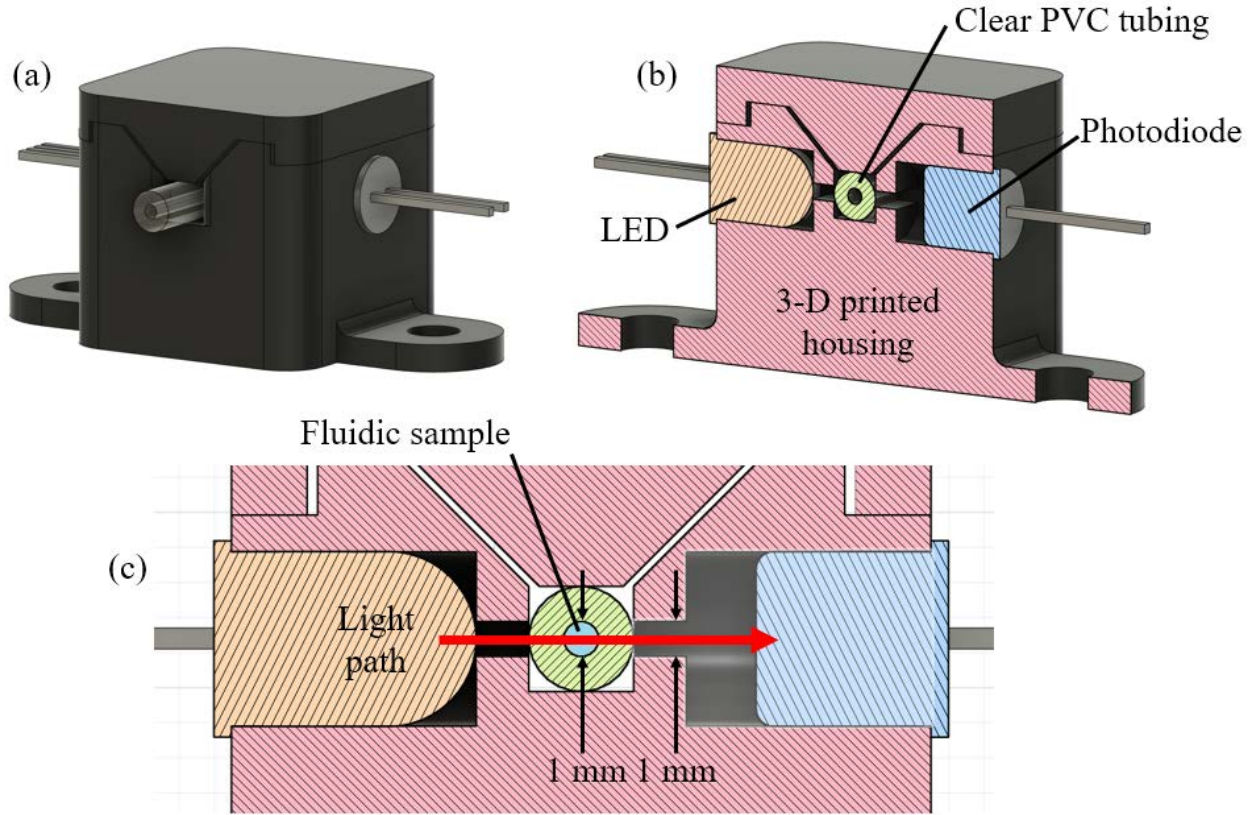 (a)
(b)
Clear PVC tubing
Photodiode
LED
3-D printed
housing
Fluidic sample
(c)
Light
path
1 mm 1 mm